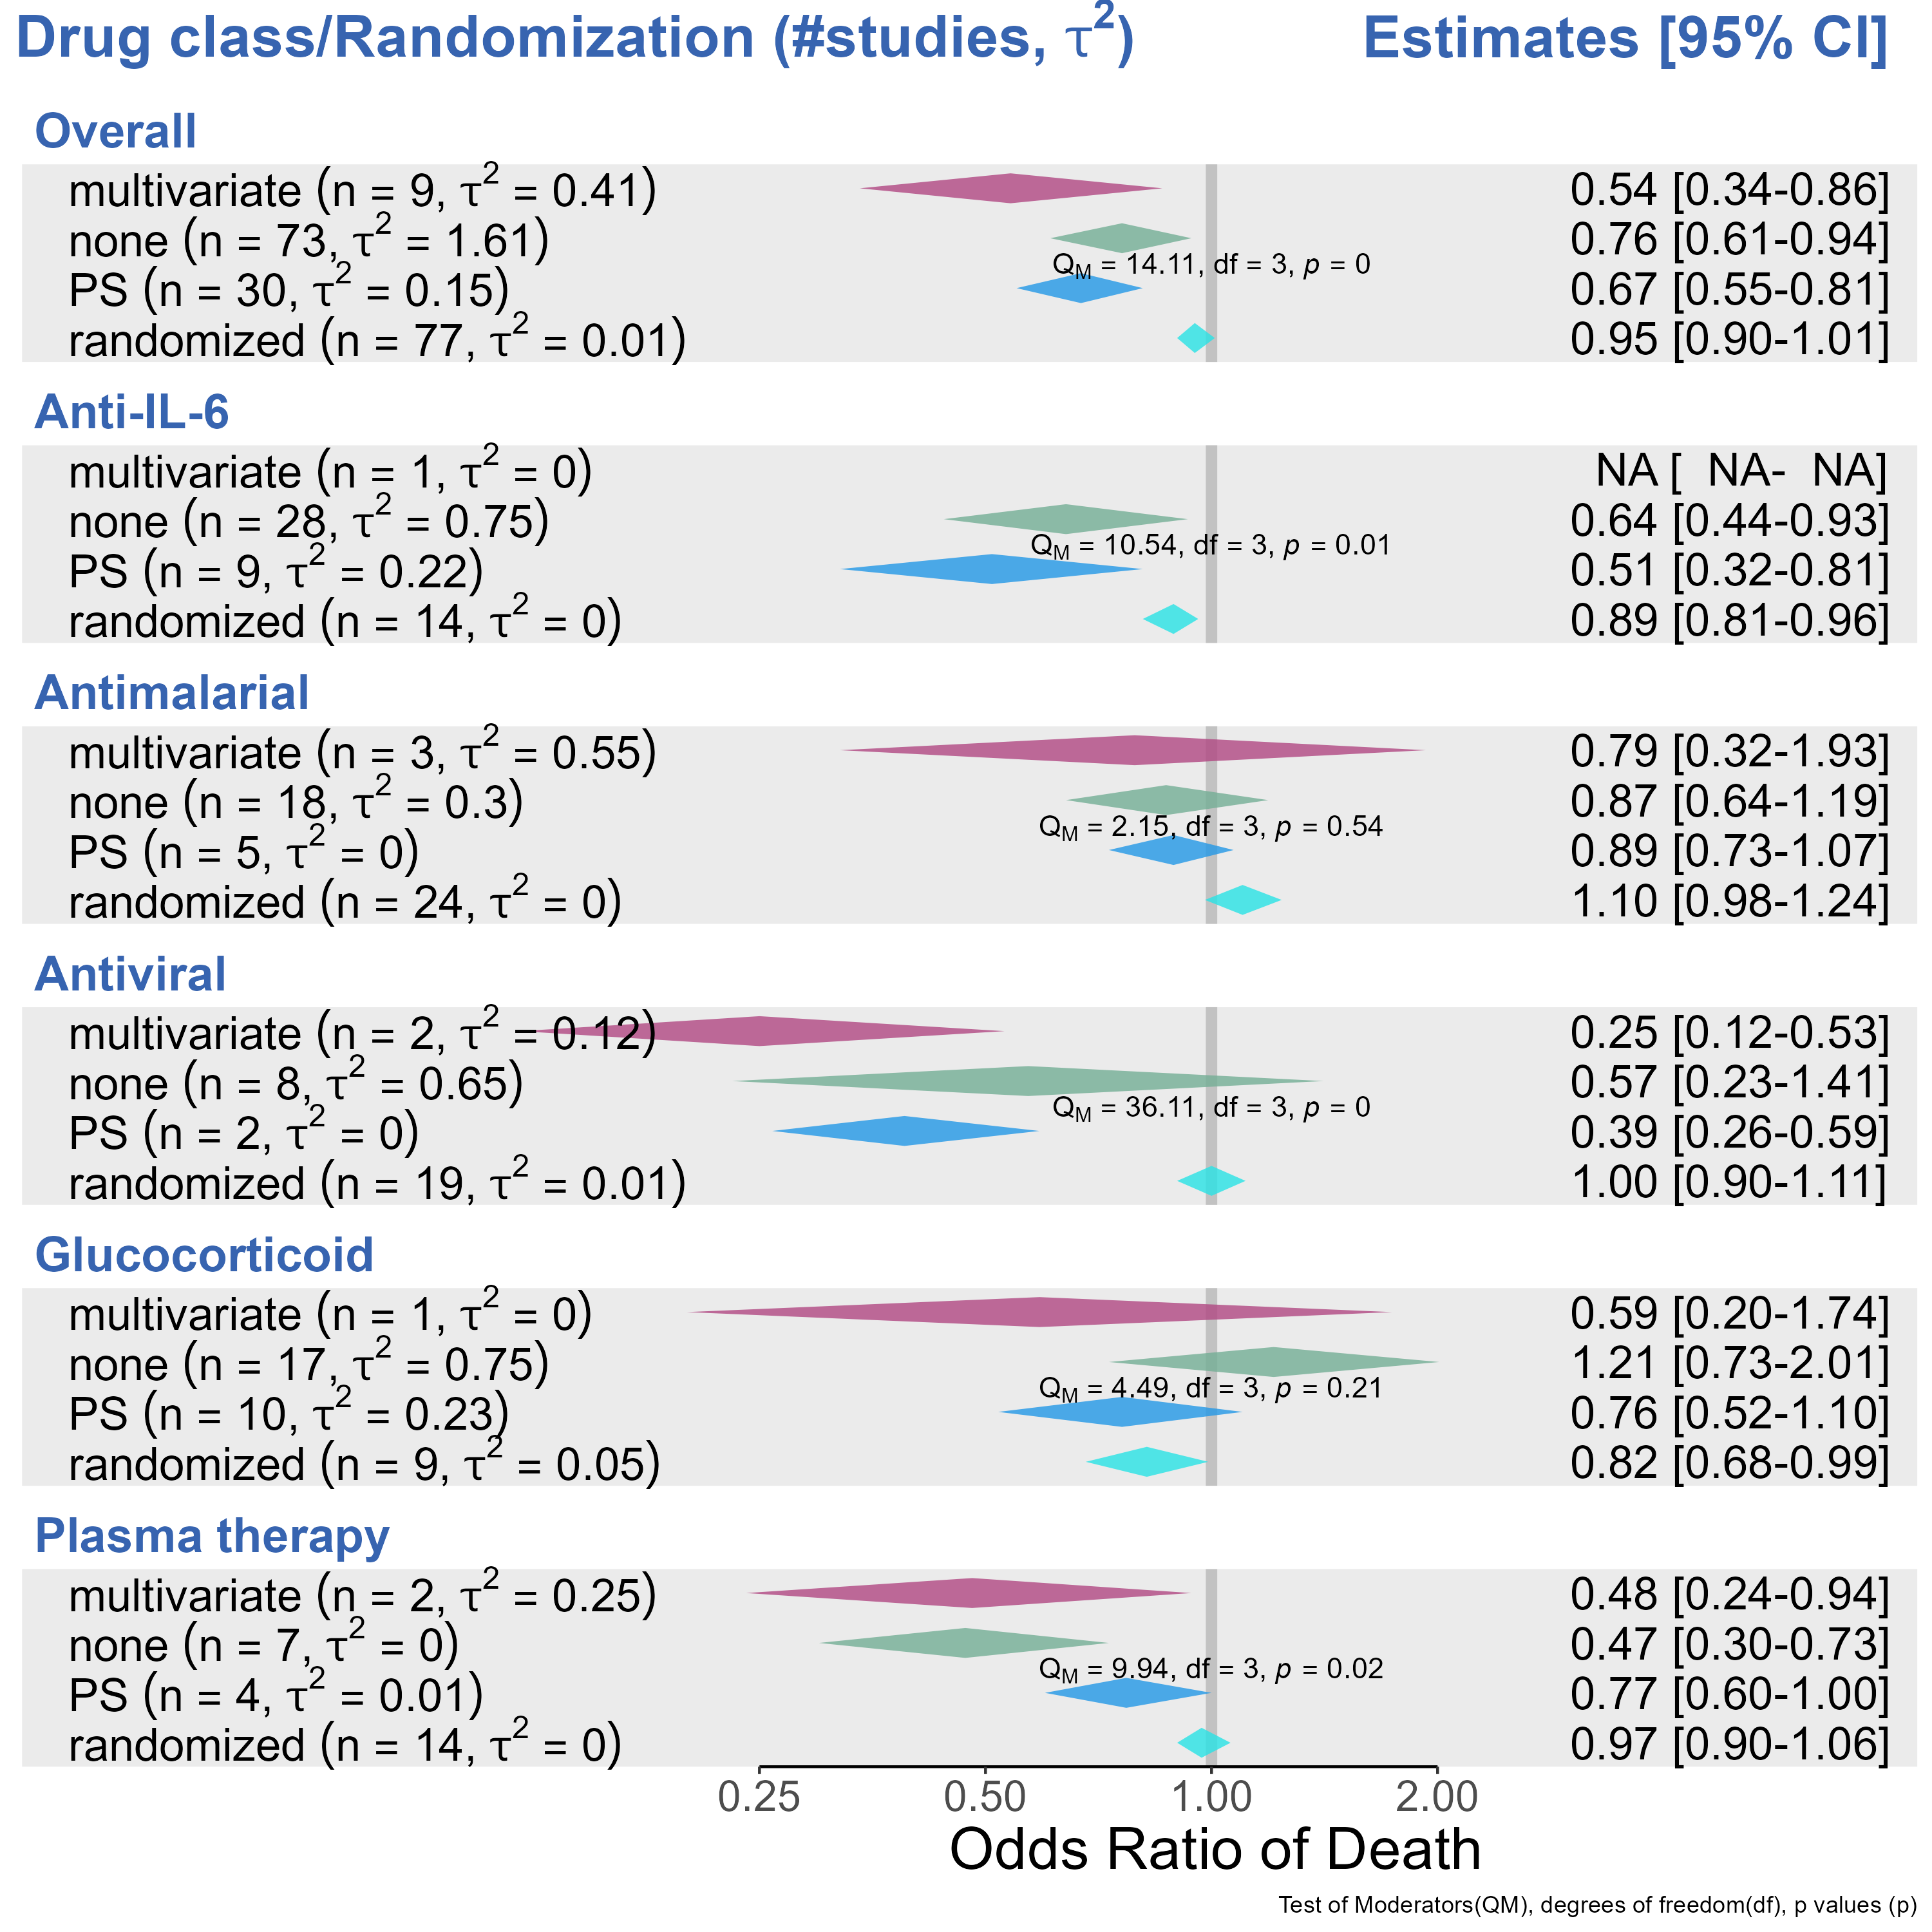 Drug class/Randomization (#studies, τ²) Estimates [95% CI]
Overall
multivariate (n = 9, τ² = 0.41) 0.54 [0.34-0.86]
none (n = 73, τ² = 1.61) 0.76 [0.61-0.94]
Q_M = 14.11, df = 3, p = 0
PS (n = 30, τ² = 0.15) 0.67 [0.55-0.81]
randomized (n = 77, τ² = 0.01) 0.95 [0.90-1.01]
Anti-IL-6
multivariate (n = 1, τ² = 0) NA [ NA- NA]
none (n = 28, τ² = 0.75) 0.64 [0.44-0.93]
Q_M = 10.54, df = 3, p = 0.01
PS (n = 9, τ² = 0.22) 0.51 [0.32-0.81]
randomized (n = 14, τ² = 0) 0.89 [0.81-0.96]
Antimalarial
multivariate (n = 3, τ² = 0.55) 0.79 [0.32-1.93]
none (n = 18, τ² = 0.3) 0.87 [0.64-1.19]
Q_M = 2.15, df = 3, p = 0.54
PS (n = 5, τ² = 0) 0.89 [0.73-1.07]
randomized (n = 24, τ² = 0) 1.10 [0.98-1.24]
Antiviral
multivariate (n = 2, τ² = 0.12) 0.25 [0.12-0.53]
none (n = 8, τ² = 0.65) 0.57 [0.23-1.41]
Q_M = 36.11, df = 3, p = 0
PS (n = 2, τ² = 0) 0.39 [0.26-0.59]
randomized (n = 19, τ² = 0.01) 1.00 [0.90-1.11]
Glucocorticoid
multivariate (n = 1, τ² = 0) 0.59 [0.20-1.74]
none (n = 17, τ² = 0.75) 1.21 [0.73-2.01]
Q_M = 4.49, df = 3, p = 0.21
PS (n = 10, τ² = 0.23) 0.76 [0.52-1.10]
randomized (n = 9, τ² = 0.05) 0.82 [0.68-0.99]
Plasma therapy
multivariate (n = 2, τ² = 0.25) 0.48 [0.24-0.94]
none (n = 7, τ² = 0) 0.47 [0.30-0.73]
Q_M = 9.94, df = 3, p = 0.02
PS (n = 4, τ² = 0.01) 0.77 [0.60-1.00]
randomized (n = 14, τ² = 0) 0.97 [0.90-1.06]
0.25 0.50 1.00 2.00
Odds Ratio of Death
Test of Moderators(QM), degrees of freedom(df), p values (p)